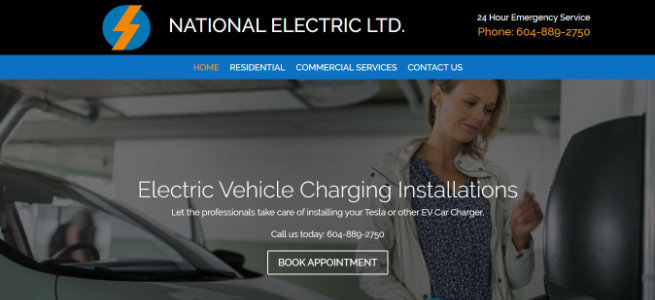 NATIONAL ELECTRIC LTD.
24 Hour Emergency Service
Phone: 604-889-2750
HOME RESIDENTIAL COMMERCIAL SERVICES CONTACT US
Electric Vehicle Charging Installations
Let the professionals take care of installing your Tesla or other EV Car Charger.
Call us today: 604-889-2750
BOOK APPOINTMENT